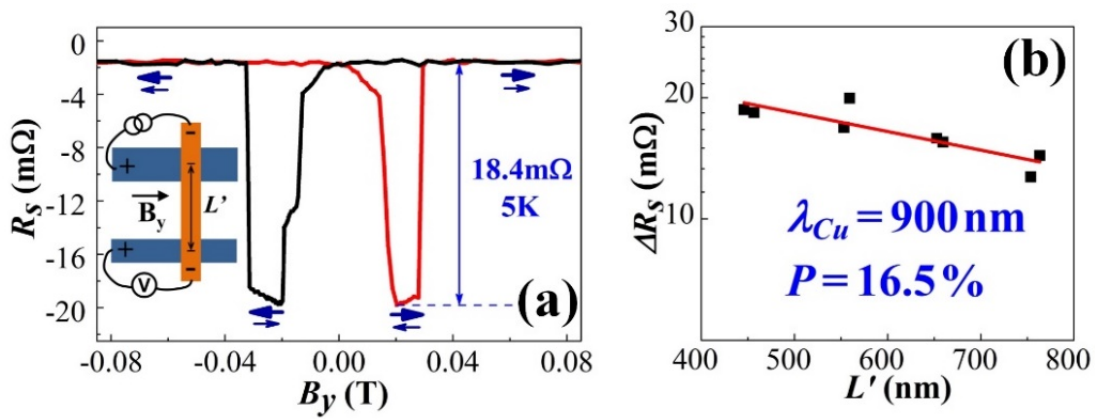 0
-4
-8
-12
-16
-20
R_S (mΩ)
-0.08
-0.04
0.00
0.04
0.08
B_y (T)
+
-
B_y
L'
+
-
V
18.4mΩ
5K
(a)
30
20
10
ΔR_S (mΩ)
(b)
λ_Cu = 900 nm
P = 16.5%
400
500
600
700
800
L' (nm)